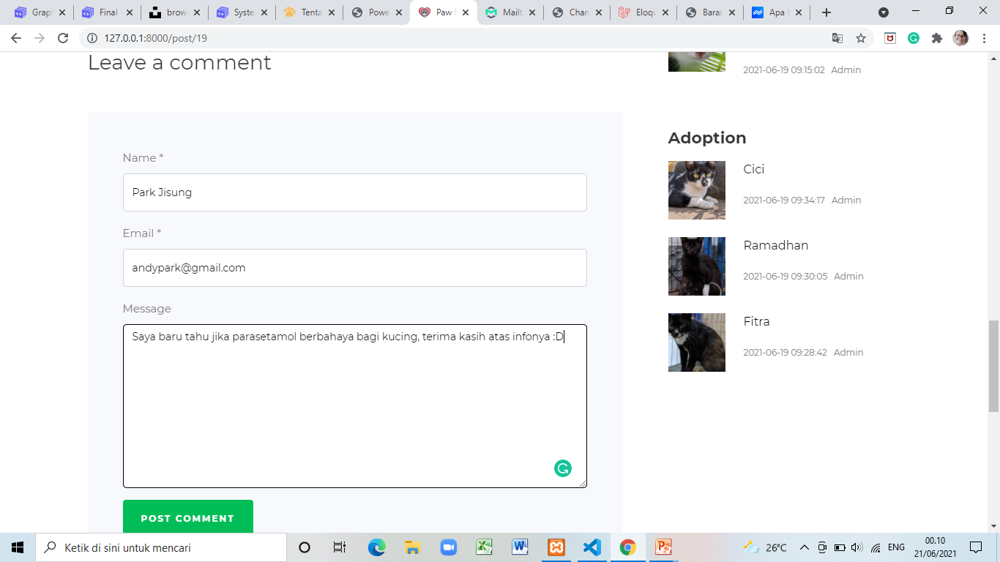 Grap
Final
brow
Syste
Tenta
Powe
Paw
Mailt
Chan
Eloqu
Baran
Apa
127.0.0.1:8000/post/19
Leave a comment
Name *
Park Jisung
Email *
andypark@gmail.com
Message
Saya baru tahu jika parasetamol berbahaya bagi kucing, terima kasih atas infonya :D
POST COMMENT
2021-06-19 09:15:02 Admin
Adoption
Cici
2021-06-19 09:34:17 Admin
Ramadhan
2021-06-19 09:30:05 Admin
Fitra
2021-06-19 09:28:42 Admin
Ketik di sini untuk mencari
26°C
ENG
00.10
21/06/2021